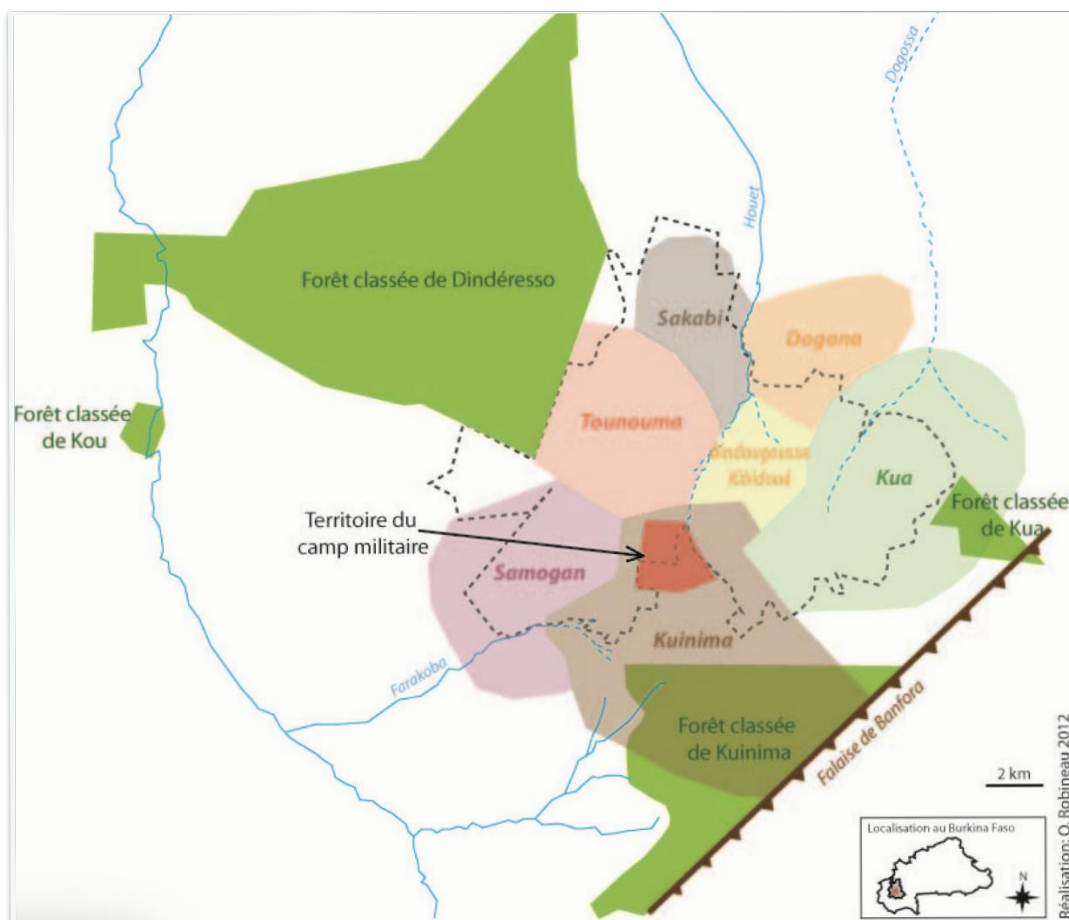 Dogossa
Houet
Forêt classée de Dindéresso
Sakabi
Dogona
Forêt classée
de Kou
Tounouma
Kua
Forêt classée
de Kua
Territoire du
camp militaire
Samogan
Kuinima
Farakoba
Forêt classée
de Kuinima
Falaise de Banfora
2 km
Localisation au Burkina Faso
N
Réalisation: O. Robineau 2012